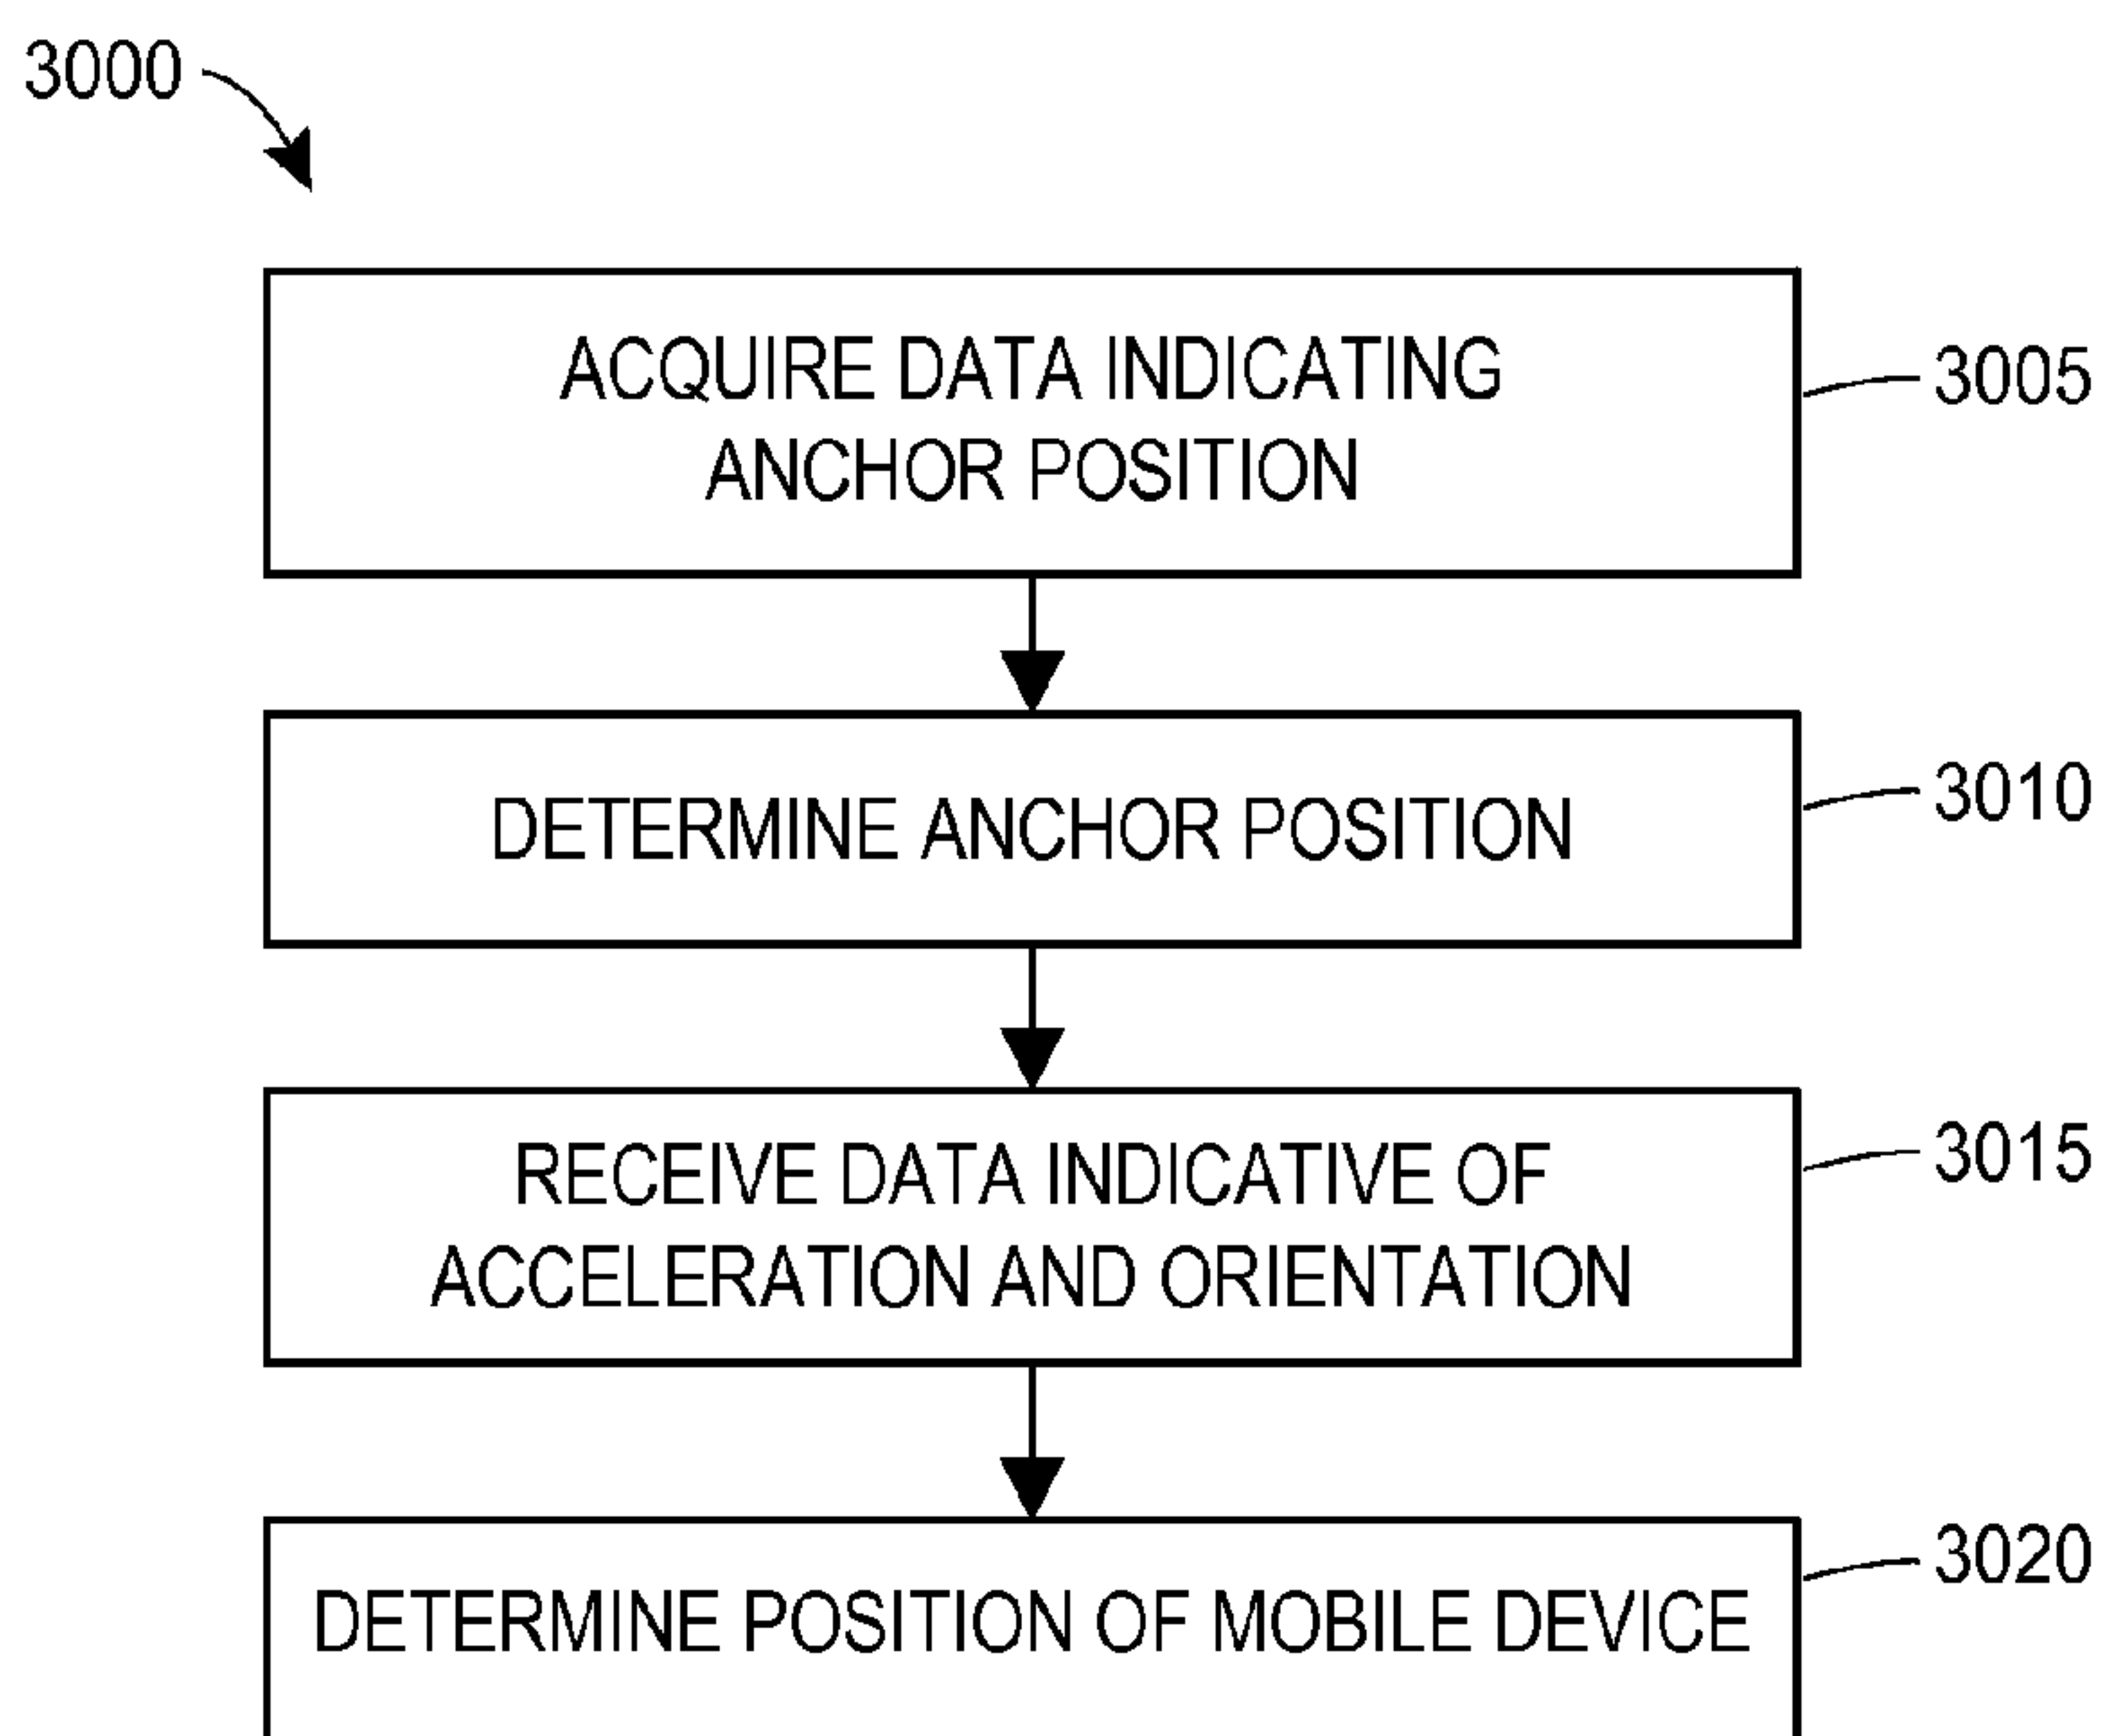 3000
ACQUIRE DATA INDICATING
ANCHOR POSITION
3005
DETERMINE ANCHOR POSITION
3010
RECEIVE DATA INDICATIVE OF
ACCELERATION AND ORIENTATION
3015
DETERMINE POSITION OF MOBILE DEVICE
3020